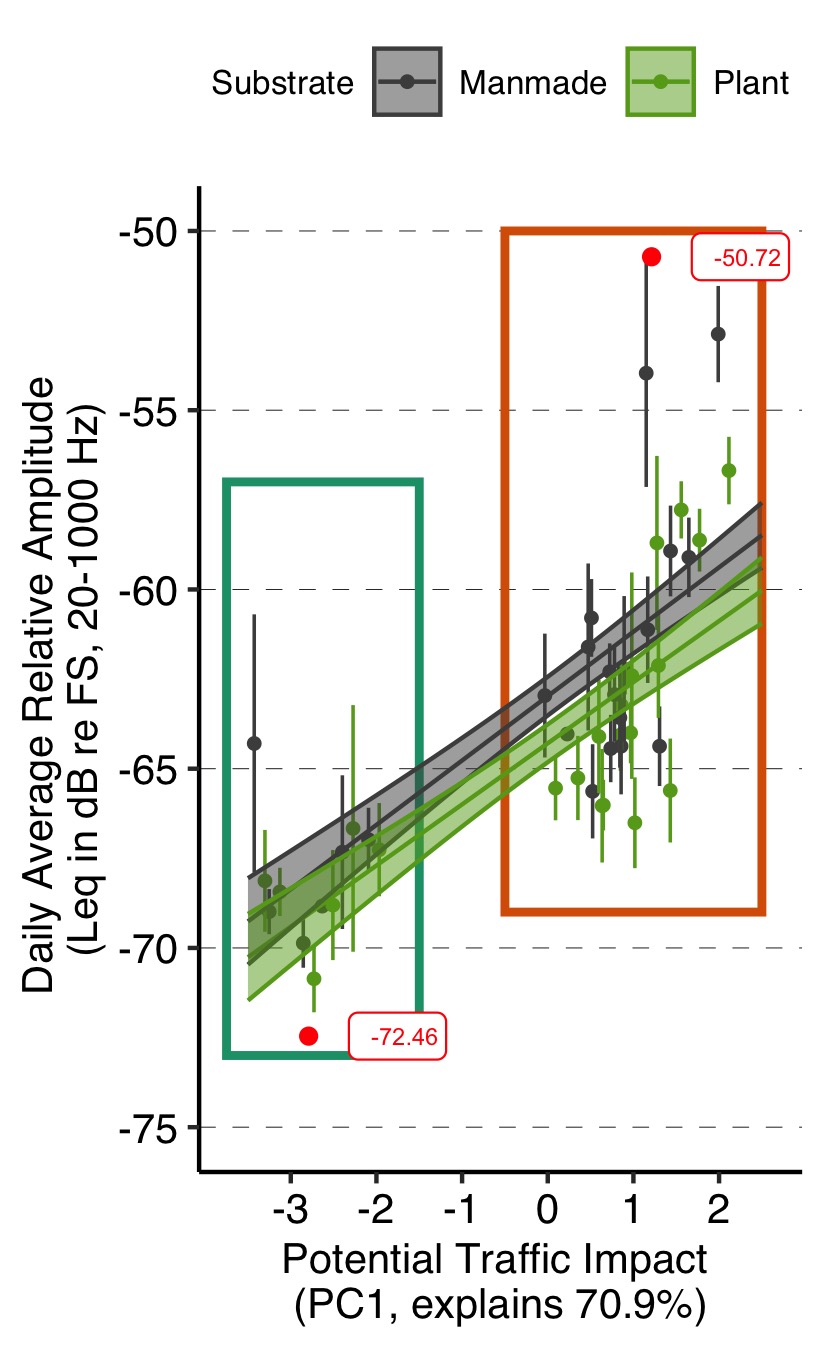 Substrate Manmade Plant
-50
-50.72
-55
-60
-65
-70
-72.46
-75
Daily Average Relative Amplitude
(Leq in dB re FS, 20-1000 Hz)
-3 -2 -1 0 1 2
Potential Traffic Impact
(PC1, explains 70.9%)